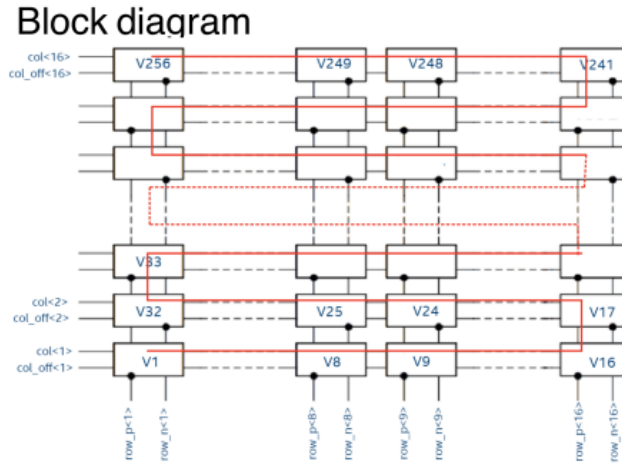 Block diagram
col<16>
col_off<16>
V256
V249
V248
V241
V33
col<2>
col_off<2>
V32
V25
V24
V17
col<1>
col_off<1>
V1
V8
V9
V16
row_p<1>
row_n<1>
row_p<8>
row_n<8>
row_p<9>
row_n<9>
row_p<16>
row_n<16>